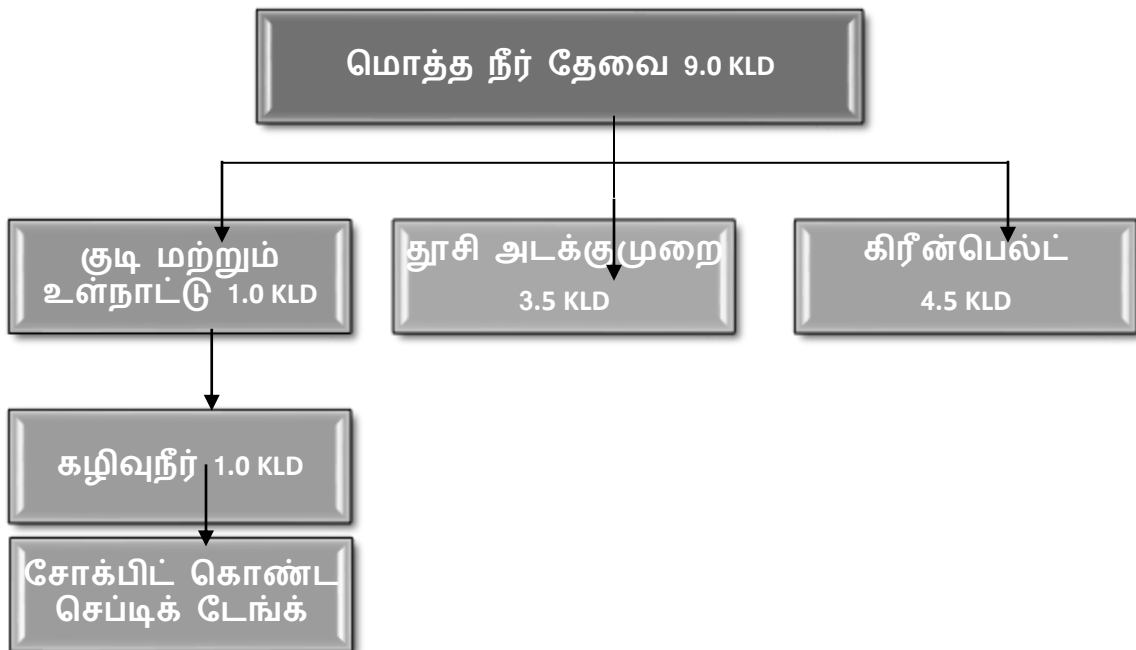 மொத்த நீர் தேவை 9.0 KLD
குடி மற்றும்
உள்நாட்டு 1.0 KLD
தூசி அடக்குமுறை
3.5 KLD
கிரீன்பெல்ட்
4.5 KLD
கழிவுநீர் 1.0 KLD
சோக்பிட் கொண்ட
செப்டிக் டேங்க்